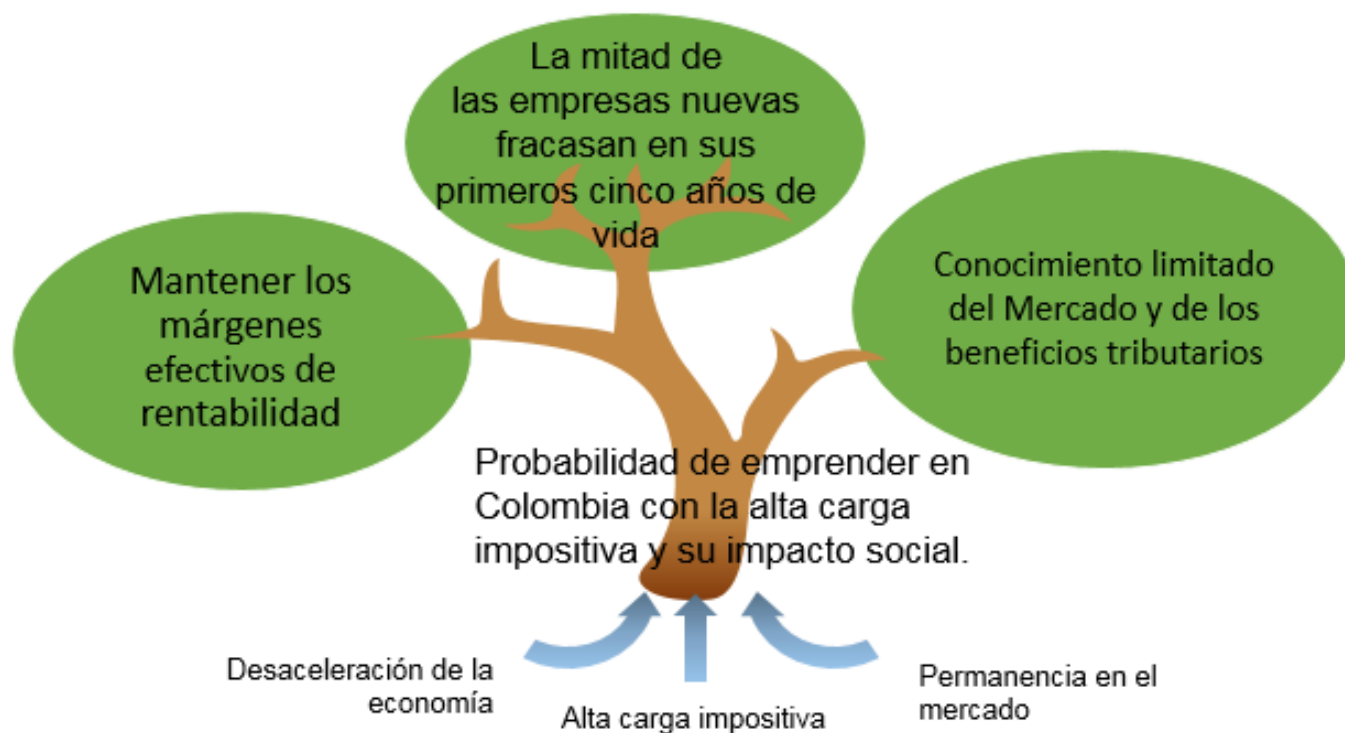 La mitad de
las empresas nuevas
fracasan en sus
primeros cinco años de
vida
Mantener los
márgenes
efectivos de
rentabilidad
Conocimiento limitado
del Mercado y de los
beneficios tributarios
Probabilidad de emprender en
Colombia con la alta carga
impositiva y su impacto social.
Desaceleración de la
economía
Alta carga impositiva
Permanencia en el
mercado